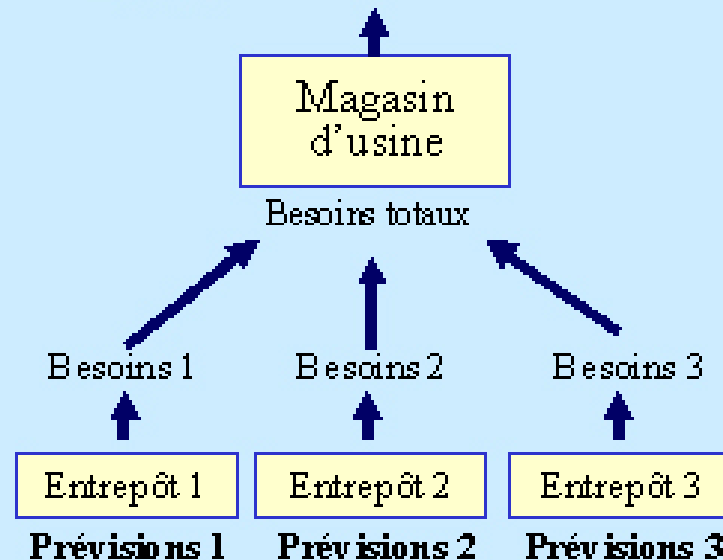 Magasin
d'usine
Besoins totaux
Besoins 1 Besoins 2 Besoins 3
Entrepôt 1 Entrepôt 2 Entrepôt 3
Prévisions 1 Prévisions 2 Prévisions 3